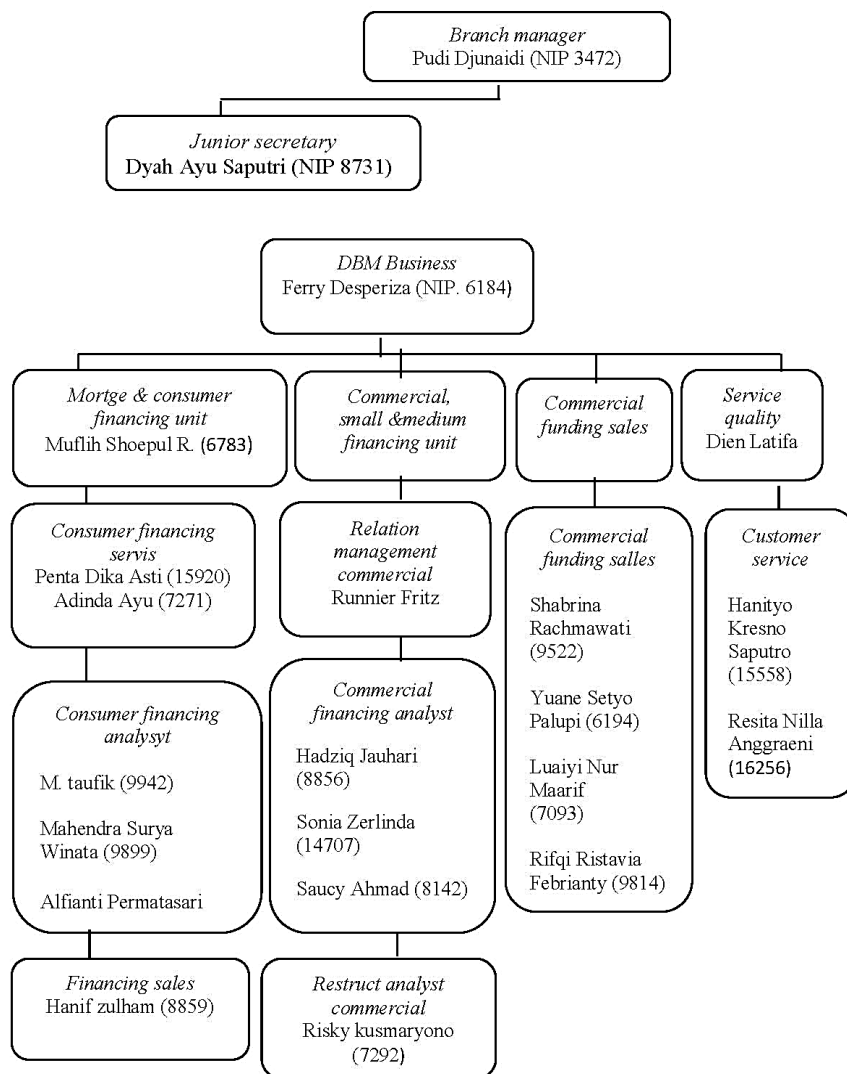 Branch manager
Pudi Djunaidi (NIP 3472)
Junior secretary
Dyah Ayu Saputri (NIP 8731)
DBM Business
Ferry Desperiza (NIP. 6184)
Mortge & consumer
financing unit
Muflih Shoepul R. (6783)
Commercial,
small &medium
financing unit
Commercial
funding sales
Service
quality
Dien Latifa
Consumer financing
servis
Penta Dika Asti (15920)
Adinda Ayu (7271)
Relation
management
commercial
Runnier Fritz
Commercial
funding salles
Shabrina
Rachmawati
(9522)
Yuane Setyo
Palupi (6194)
Luaiyi Nur
Maarif
(7093)
Rifqi Ristavia
Febrianty (9814)
Customer
service
Hanityo
Kresno
Saputro
(15558)
Resita Nilla
Anggraeni
(16256)
Consumer financing
analysyt
M. taufik (9942)
Mahendra Surya
Winata (9899)
Alfianti Permatasari
Commercial
financing analyst
Hadziq Jauhari
(8856)
Sonia Zerlinda
(14707)
Saucy Ahmad (8142)
Financing sales
Hanif zulham (8859)
Restruct analyst
commercial
Risky kusmaryono
(7292)